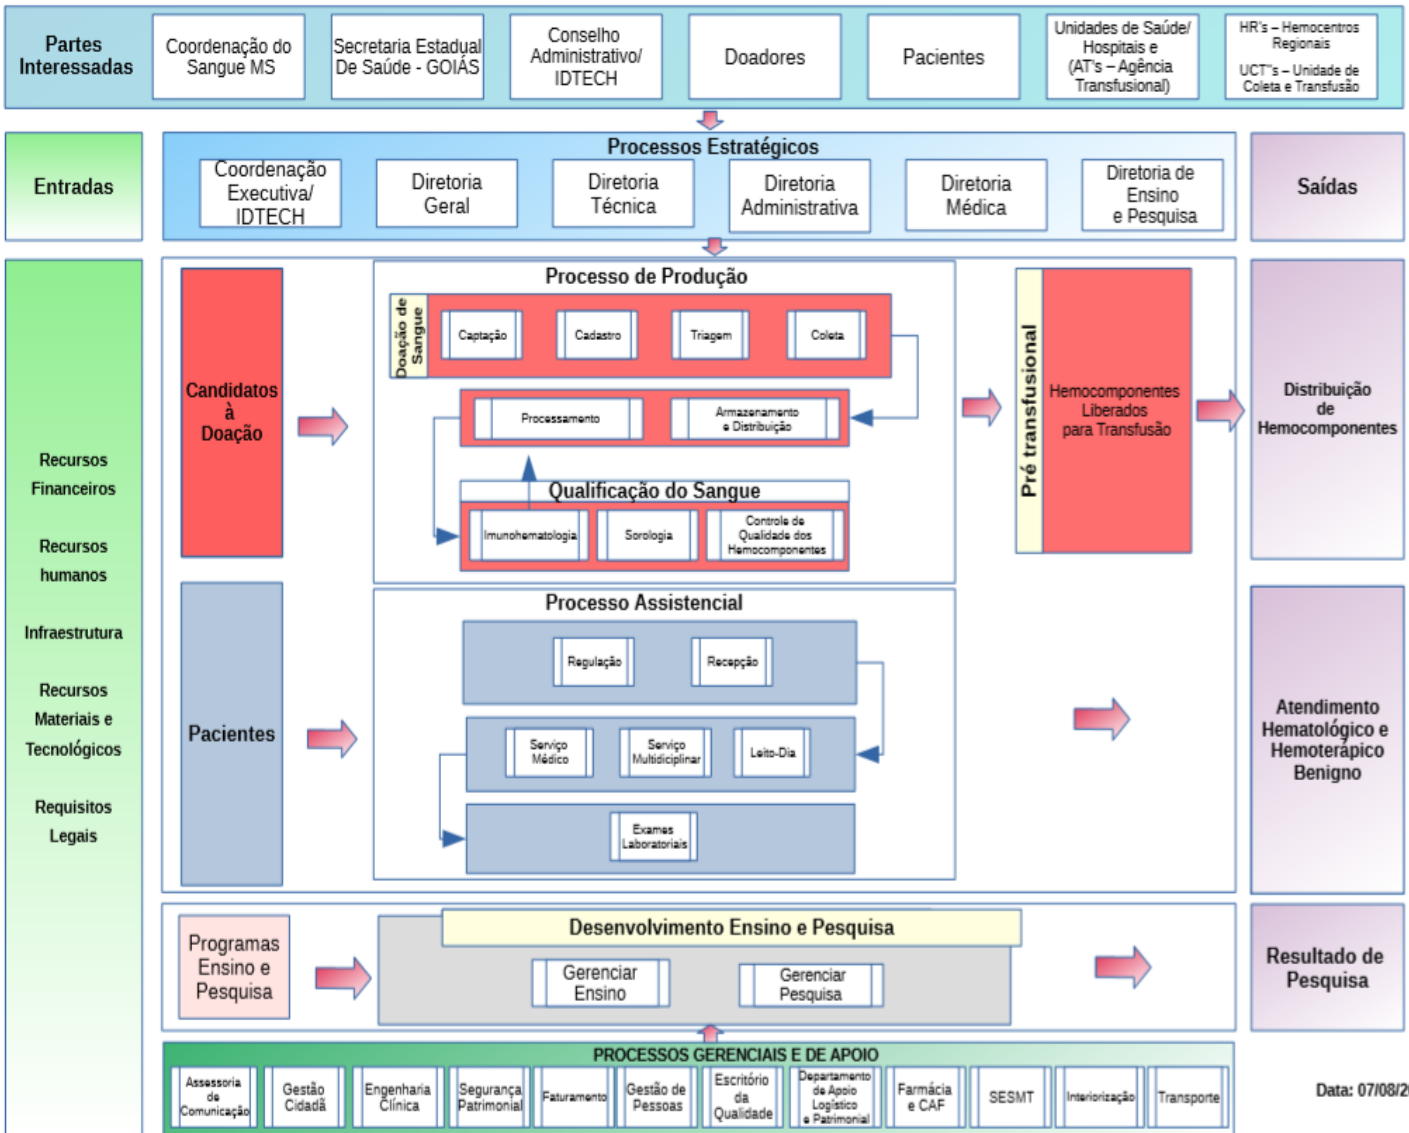 Partes
Interessadas
Coordenação do
Sangue MS
Secretaria Estadual
De Saúde - GOIÁS
Conselho
Administrativo/
IDTECH
Doadores
Pacientes
Unidades de Saúde/
Hospitais e
(AT's – Agência
Transfusional)
HR's – Hemocentros
Regionais
UCT"s – Unidade de
Coleta e Transfusão
Entradas
Processos Estratégicos
Coordenação
Executiva/
IDTECH
Diretoria
Geral
Diretoria
Técnica
Diretoria
Administrativa
Diretoria
Médica
Diretoria de
Ensino
e Pesquisa
Saídas
Recursos
Financeiros
Recursos
humanos
Infraestrutura
Recursos
Materiais e
Tecnológicos
Requisitos
Legais
Candidatos
à
Doação
Processo de Produção
Doação de
Sangue
Captação
Cadastro
Triagem
Coleta
Processamento
Armazenamento
e Distribuição
Qualificação do Sangue
Imunohematologia
Sorologia
Controle de
Qualidade dos
Hemocomponentes
Pré transfusional
Hemocomponentes
Liberados
para Transfusão
Distribuição
de
Hemocomponentes
Pacientes
Processo Assistencial
Regulação
Recepção
Serviço
Médico
Serviço
Multidiciplinar
Leito-Dia
Exames
Laboratoriais
Atendimento
Hematológico e
Hemoterápico
Benigno
Programas
Ensino e
Pesquisa
Desenvolvimento Ensino e Pesquisa
Gerenciar
Ensino
Gerenciar
Pesquisa
Resultado de
Pesquisa
PROCESSOS GERENCIAIS E DE APOIO
Assessoria
de
Comunicação
Gestão
Cidadã
Engenharia
Clínica
Segurança
Patrimonial
Faturamento
Gestão de
Pessoas
Escritório
da
Qualidade
Departamento
de Apoio
Logístico
e Patrimonial
Farmácia
e CAF
SESMT
Interiorização
Transporte
Data: 07/08/2